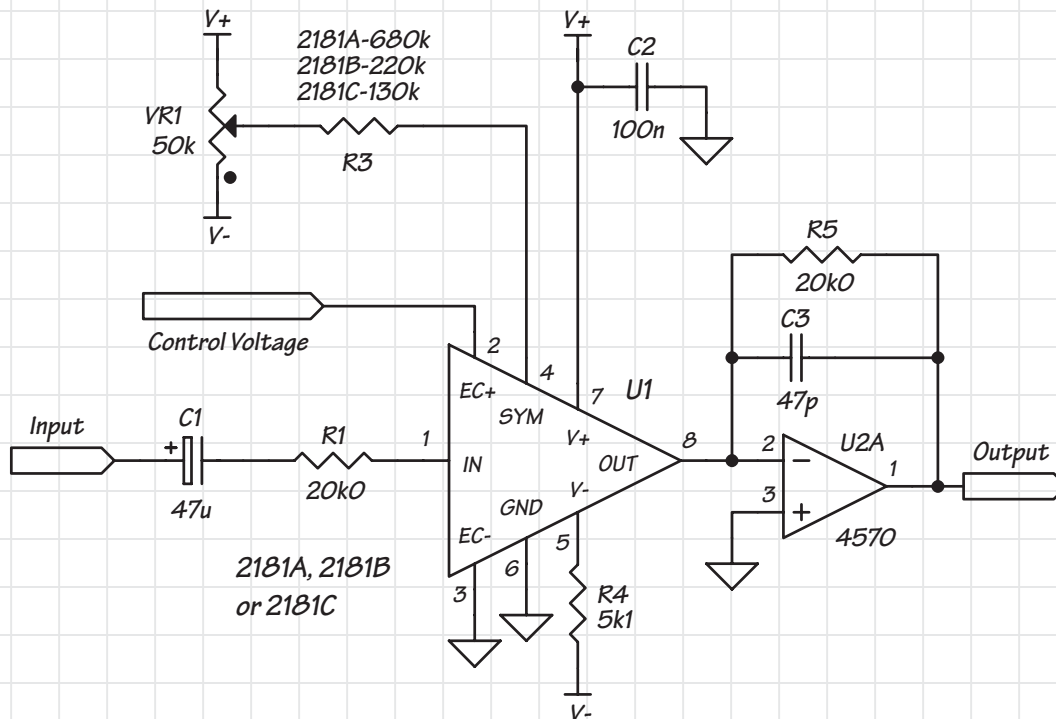 V+
2181A-680k
2181B-220k
2181C-130k
VR1
50k
R3
V-
V+
C2
100n
R5
20k0
C3
47p
Control Voltage
2
4
7
U1
EC+
SYM
V+
Input
C1
+
47u
R1
20k0
1
IN
OUT
8
V-
GND
EC-
3
6
5
2181A, 2181B
or 2181C
R4
5k1
V-
2
−
3
+
U2A
1
4570
Output